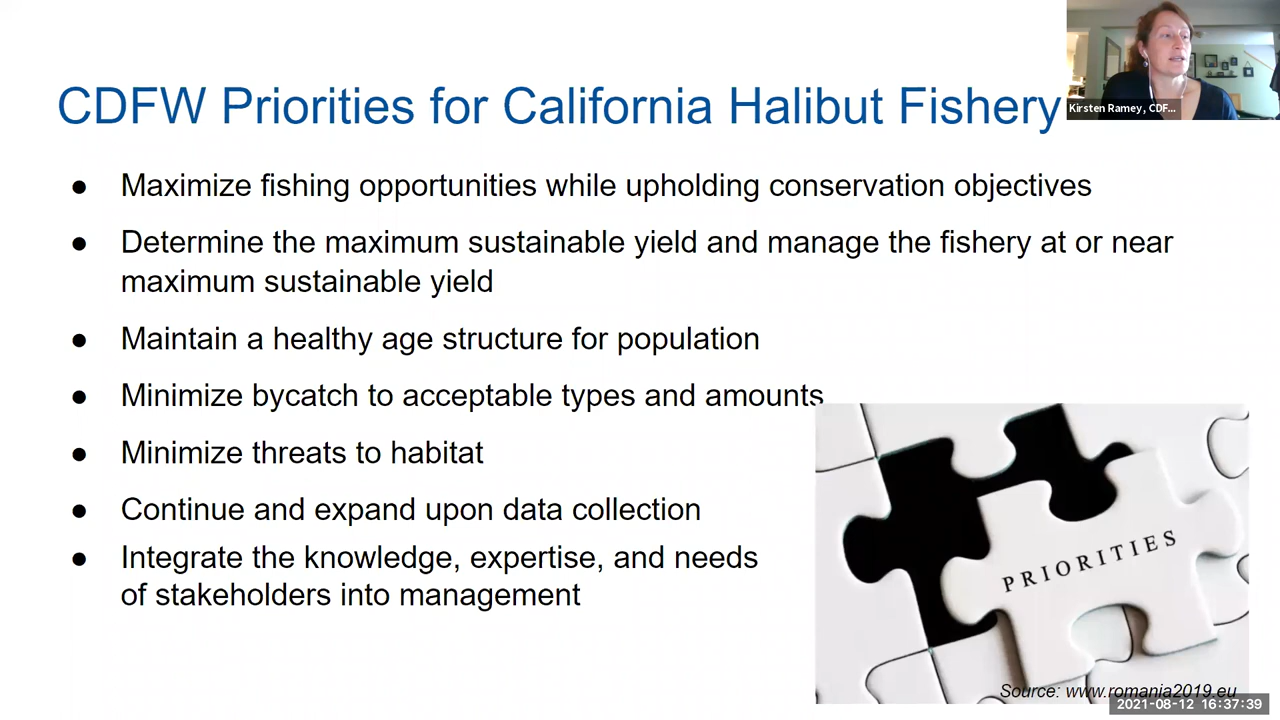 CDFW Priorities for California Halibut Fishery
Kirsten Ramey, CDF...
● Maximize fishing opportunities while upholding conservation objectives
● Determine the maximum sustainable yield and manage the fishery at or near
maximum sustainable yield
● Maintain a healthy age structure for population
● Minimize bycatch to acceptable types and amounts
● Minimize threats to habitat
● Continue and expand upon data collection
● Integrate the knowledge, expertise, and needs
of stakeholders into management
PRIORITIES
Source: www.romania2019.eu
2021-08-12 16:37:39